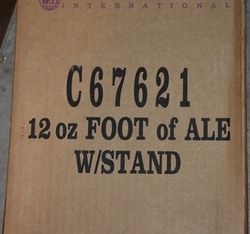 INTERNATIONAL
C67621
12 oz FOOT of ALE
W/STAND